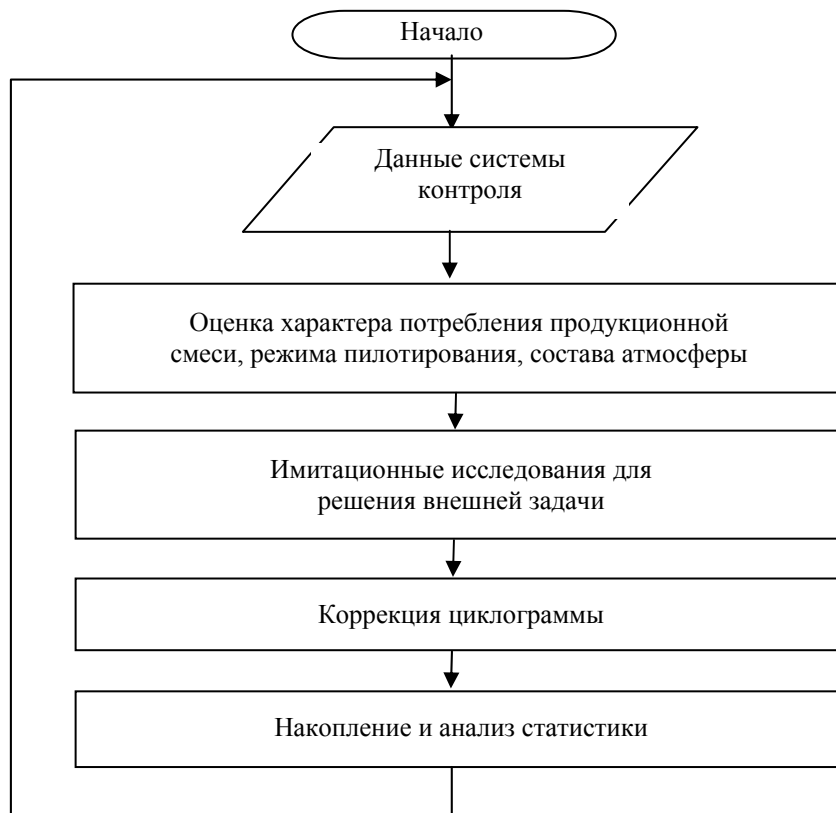 Начало
Данные системы
контроля
Оценка характера потребления продукционной
смеси, режима пилотирования, состава атмосферы
Имитационные исследования для
решения внешней задачи
Коррекция циклограммы
Накопление и анализ статистики